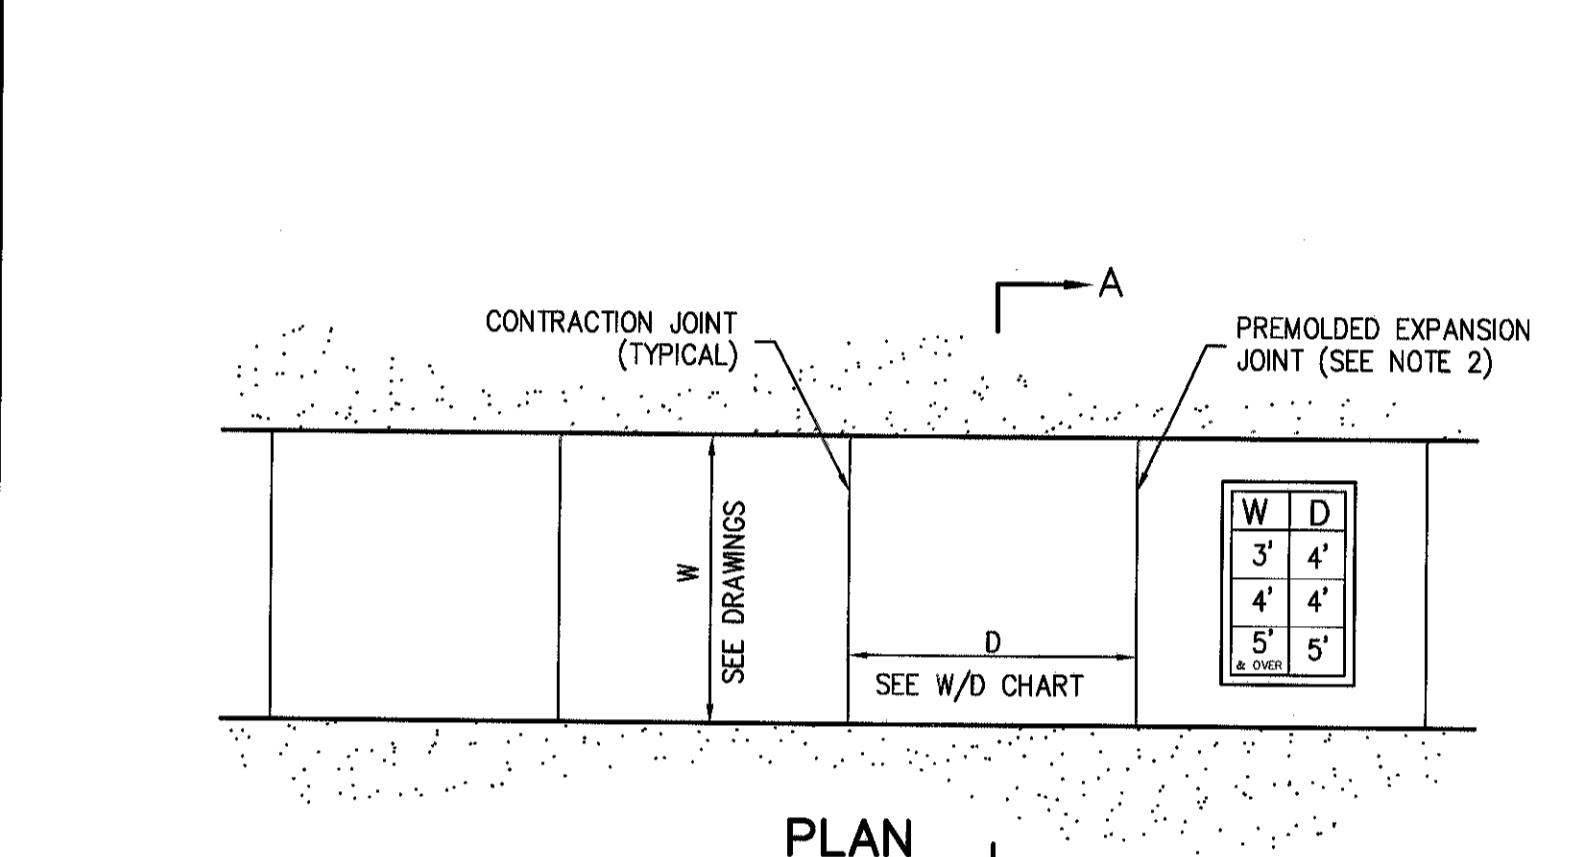 A
CONTRACTION JOINT
(TYPICAL)
PREMOLDED EXPANSION
JOINT (SEE NOTE 2)
W
SEE DRAWINGS
D
SEE W/D CHART
W D
3' 4'
4' 4'
5' 5'
& OVER
PLAN